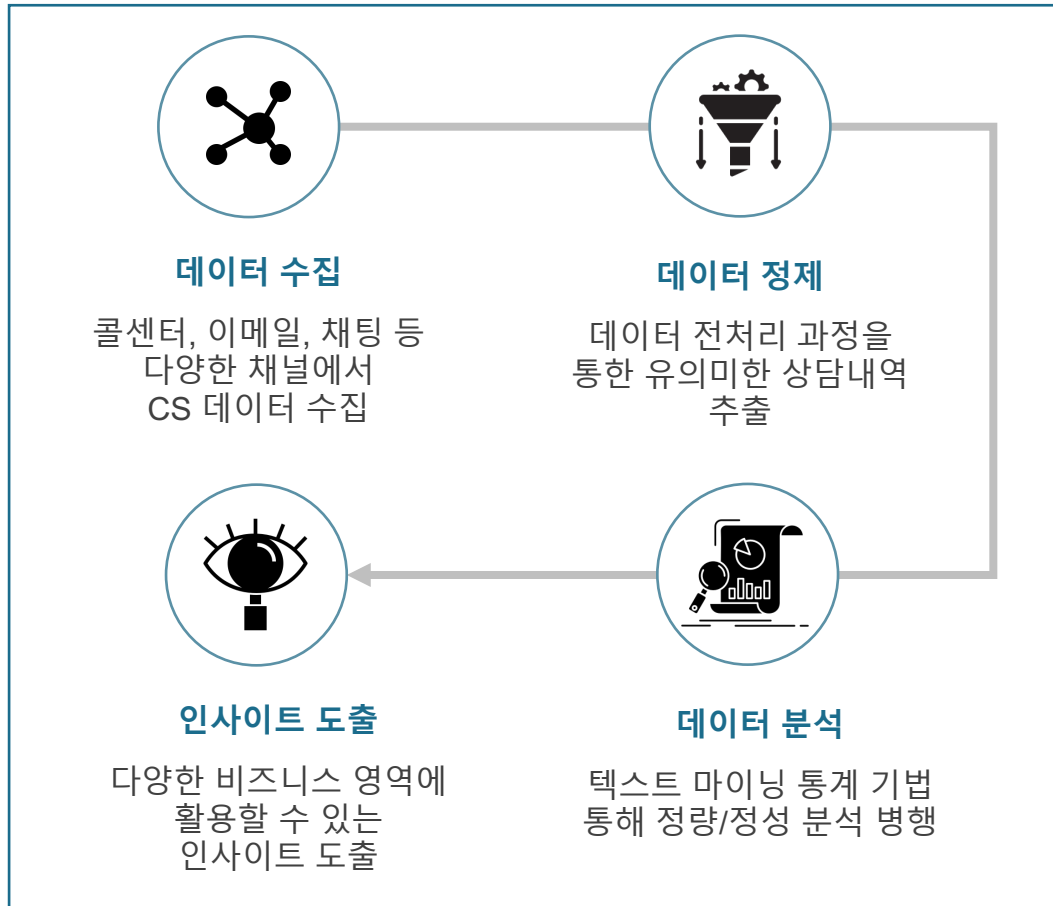 데이터 수집
콜센터, 이메일, 채팅 등
다양한 채널에서
CS 데이터 수집
데이터 정제
데이터 전처리 과정을
통한 유의미한 상담내역
추출
데이터 분석
텍스트 마이닝 통계 기법
통해 정량/정성 분석 병행
인사이트 도출
다양한 비즈니스 영역에
활용할 수 있는
인사이트 도출